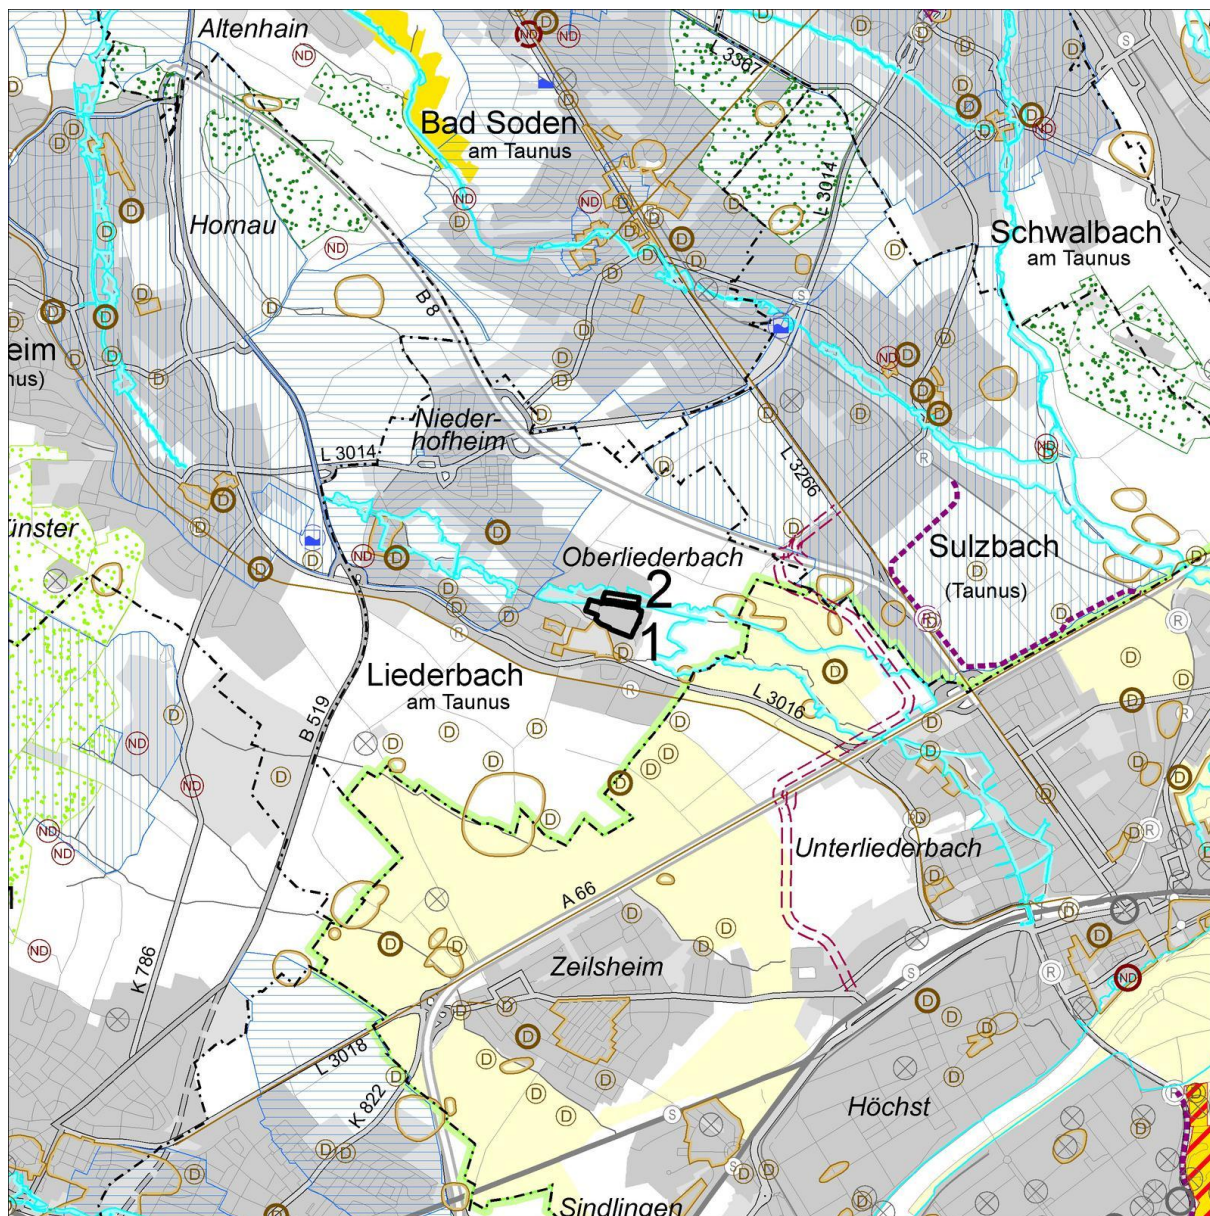 Altenhain
L 3367
Bad Soden
am Taunus
L 3014
Hornau
Schwalbach
am Taunus
B 8
eim
nus)
Nieder-
hofheim
L 3014
L 3266
ünster
Oberliederbach
Sulzbach
(Taunus)
2
1
Liederbach
am Taunus
L 3016
B 519
Unterliederbach
A 66
K 786
Zeilsheim
L 3018
K 822
Höchst
Sindlingen